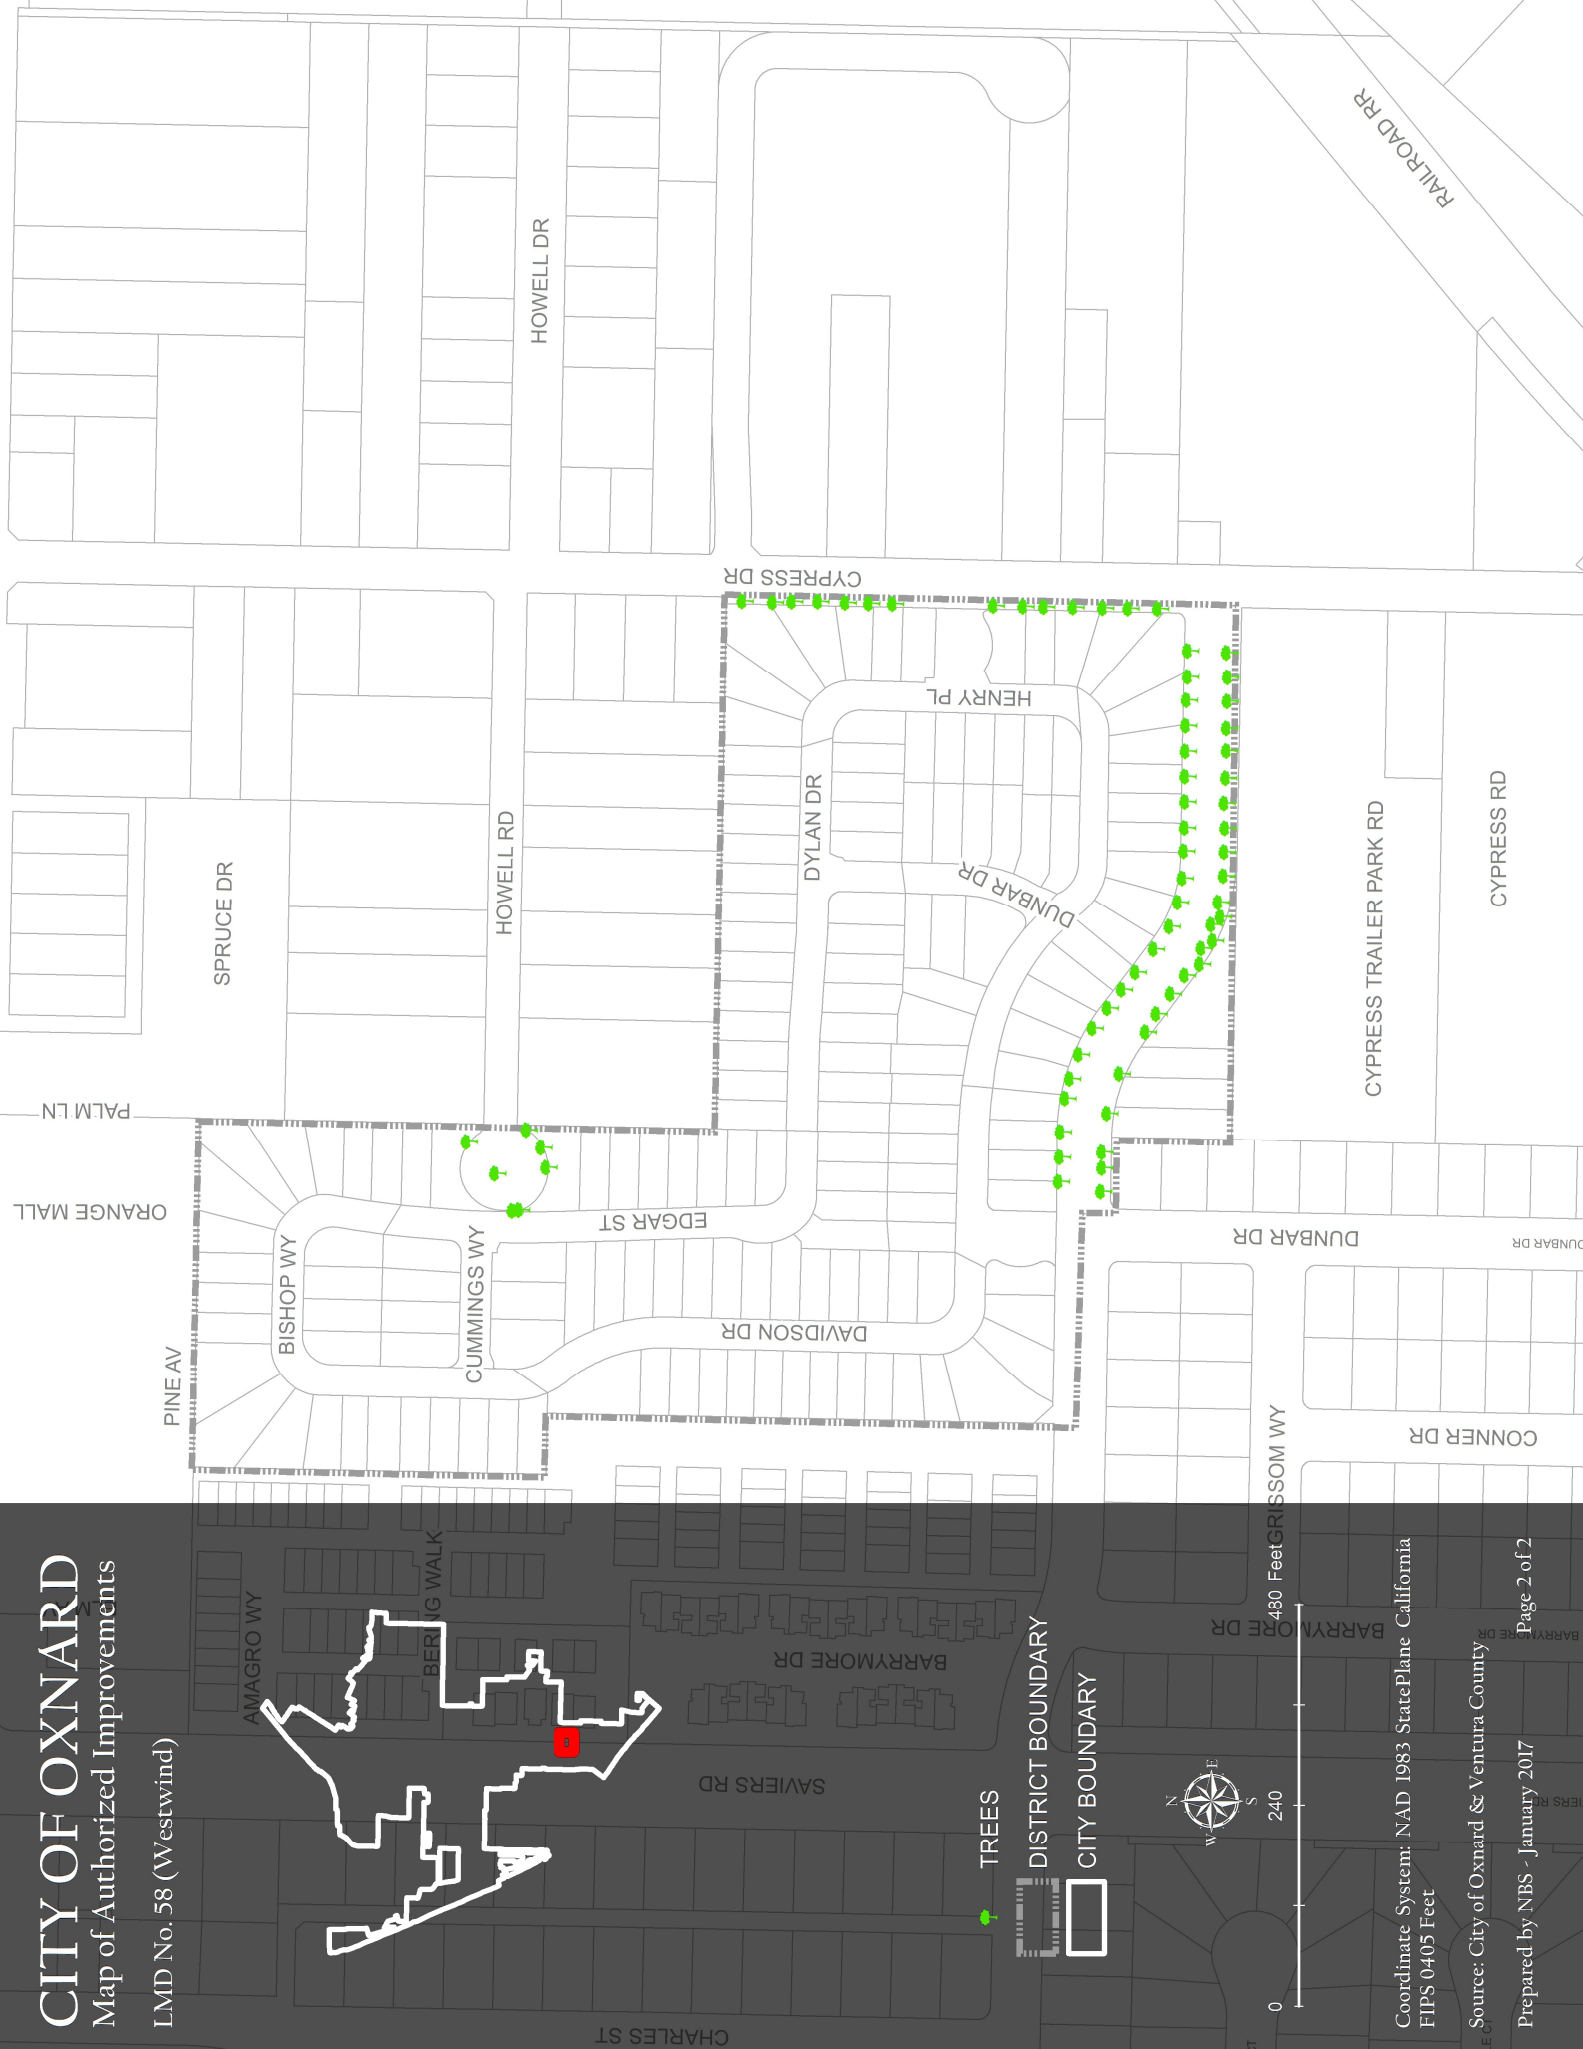 CITY OF OXNARD
Map of Authorized Improvements
LMD No. 58 (Westwind)
TREES
DISTRICT BOUNDARY
CITY BOUNDARY
N
E
S
W
0
240
480 Feet
Coordinate System: NAD 1983 StatePlane California
FIPS 0405 Feet
Source: City of Oxnard & Ventura County
Prepared by NBS - January 2017
Page 2 of 2
HOWELL DR
RAILROAD RR
CYPRESS DR
HENRY PL
DYLAN DR
DUNBAR DR
HOWELL RD
SPRUCE DR
CYPRESS TRAILER PARK RD
CYPRESS RD
PALM LN
ORANGE MALL
EDGAR ST
BISHOP WY
CUMMINGS WY
DAVIDSON DR
PINE AV
DUNBAR DR
DUNBAR DR
CONNER DR
GRISSOM WY
BERING WALK
AMAGRO WY
BARRYMORE DR
BARRYMORE DR
BARRYMORE DR
SAVIERS RD
CHARLES ST